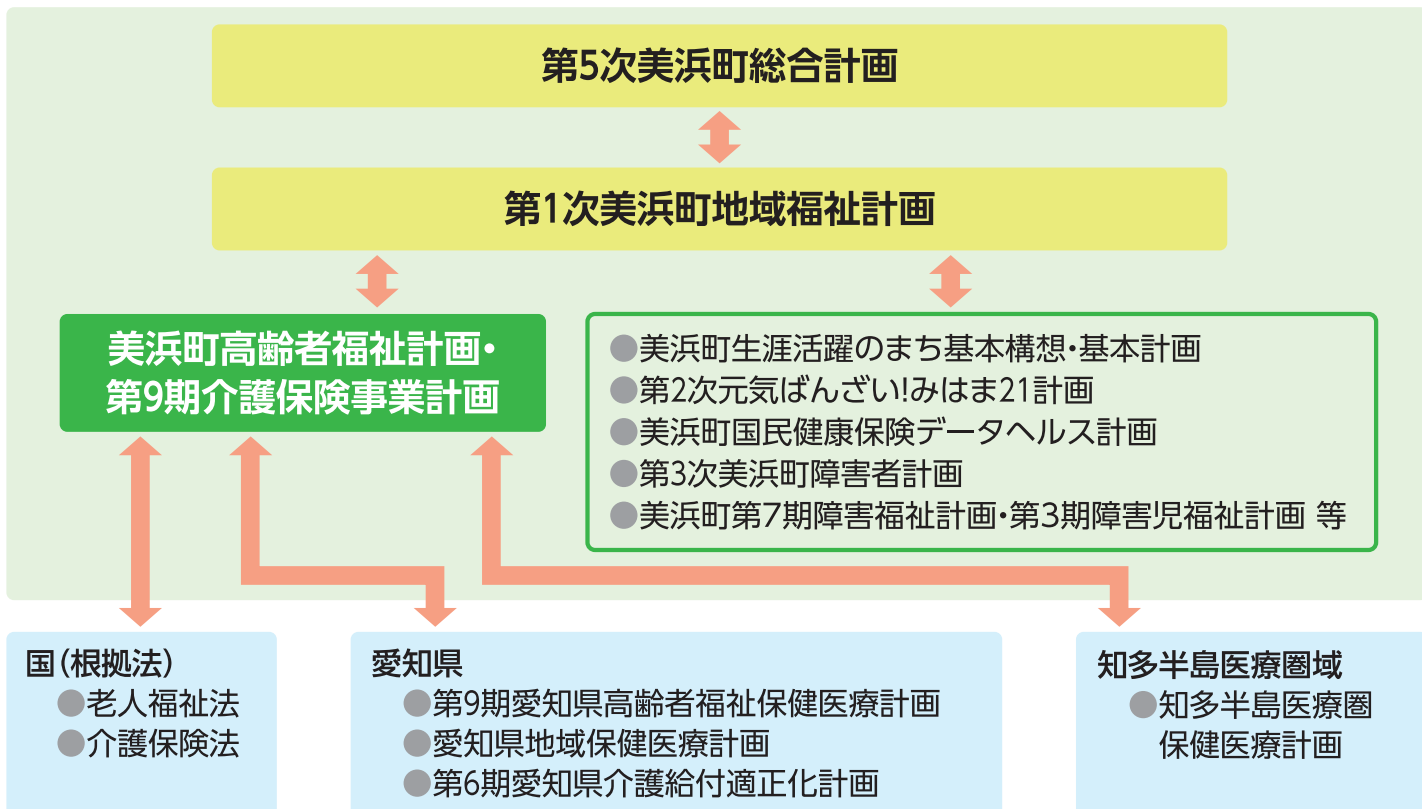 第5次美浜町総合計画
第1次美浜町地域福祉計画
美浜町高齢者福祉計画・
第9期介護保険事業計画
●美浜町生涯活躍のまち基本構想・基本計画
●第2次元気ばんざい!みはま21計画
●美浜町国民健康保険データヘルス計画
●第3次美浜町障害者計画
●美浜町第7期障害福祉計画・第3期障害児福祉計画 等
国（根拠法）
●老人福祉法
●介護保険法
愛知県
●第9期愛知県高齢者福祉保健医療計画
●愛知県地域保健医療計画
●第6期愛知県介護給付適正化計画
知多半島医療圏域
●知多半島医療圏
保健医療計画